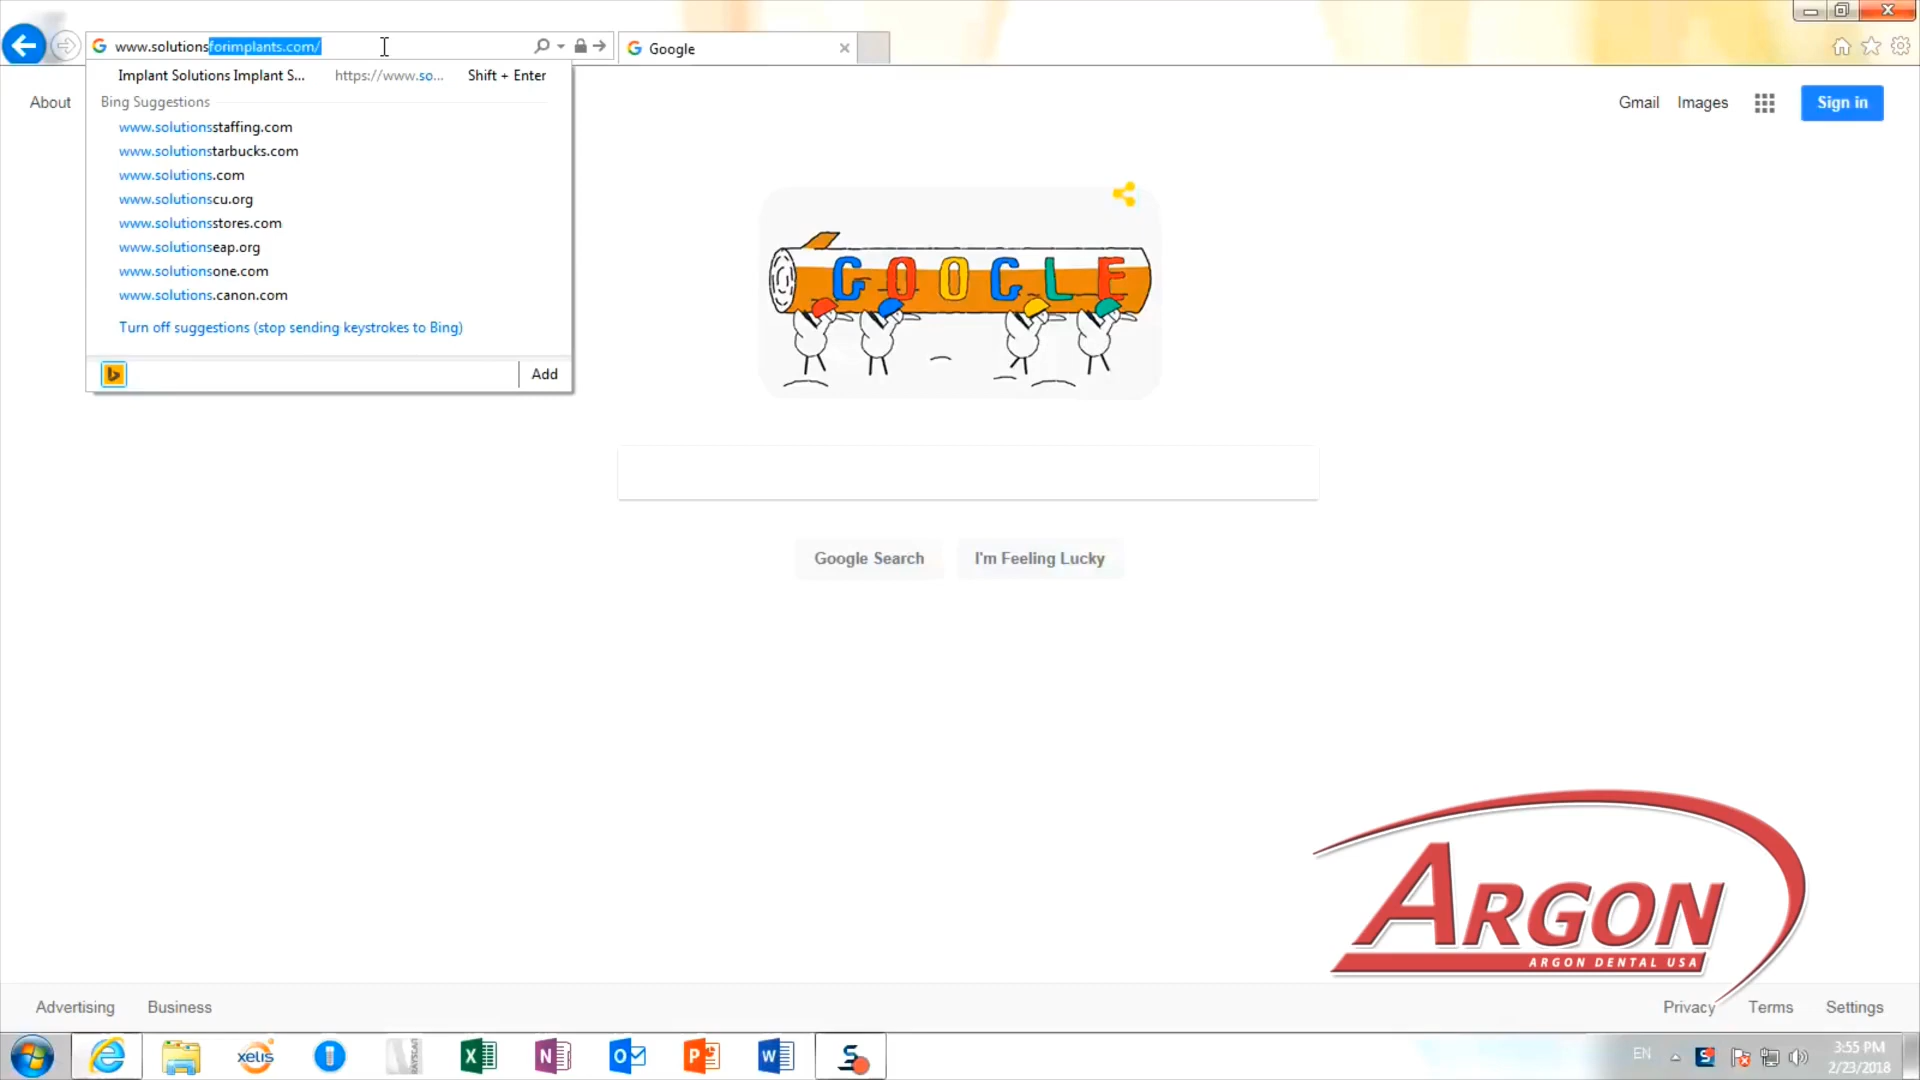 www.solutionsforimplants.com/
Google
Implant Solutions Implant S... https://www.so... Shift + Enter
Bing Suggestions
www.solutionsstaffing.com
www.solutionstarbucks.com
www.solutions.com
www.solutionscu.org
www.solutionsstores.com
www.solutionseap.org
www.solutionsone.com
www.solutions.canon.com
Turn off suggestions (stop sending keystrokes to Bing)
Add
About
Gmail Images Sign in
GOOGLE
Google Search I'm Feeling Lucky
ARGON
ARGON DENTAL USA
Advertising Business Privacy Terms Settings
xelis
RAYSCAN
EN
3:55 PM
2/23/2018